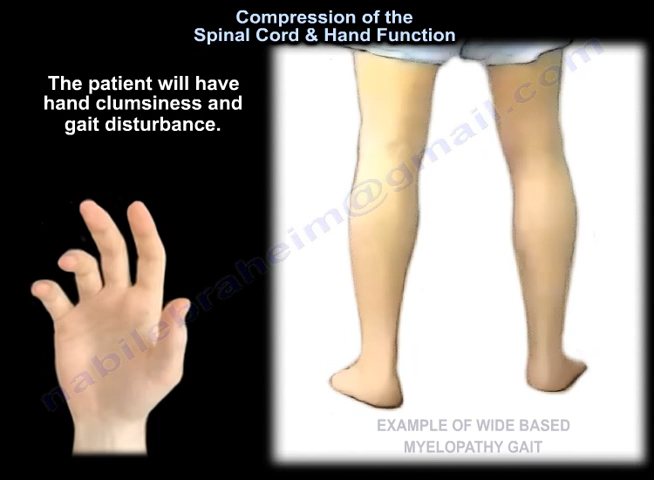 Compression of the
Spinal Cord & Hand Function
The patient will have
hand clumsiness and
gait disturbance.
nabilebraheim@gmail.com
EXAMPLE OF WIDE BASED
MYELOPATHY GAIT